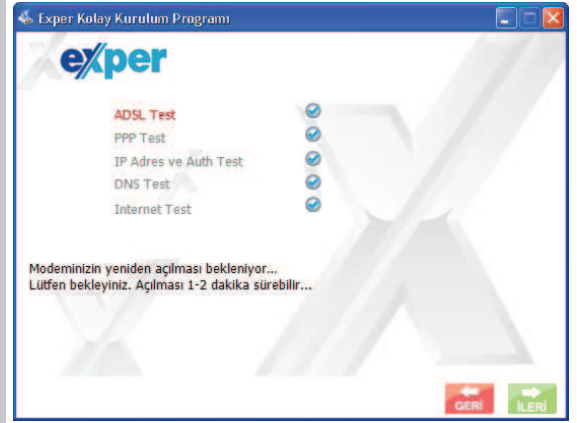 Exper Kolay Kurulum Programı
exper
ADSL Test
PPP Test
IP Adres ve Auth Test
DNS Test
Internet Test
Modeminizin yeniden açılması bekleniyor...
Lütfen bekleyiniz. Açılması 1-2 dakika sürebilir...
GERİ
İLERİ